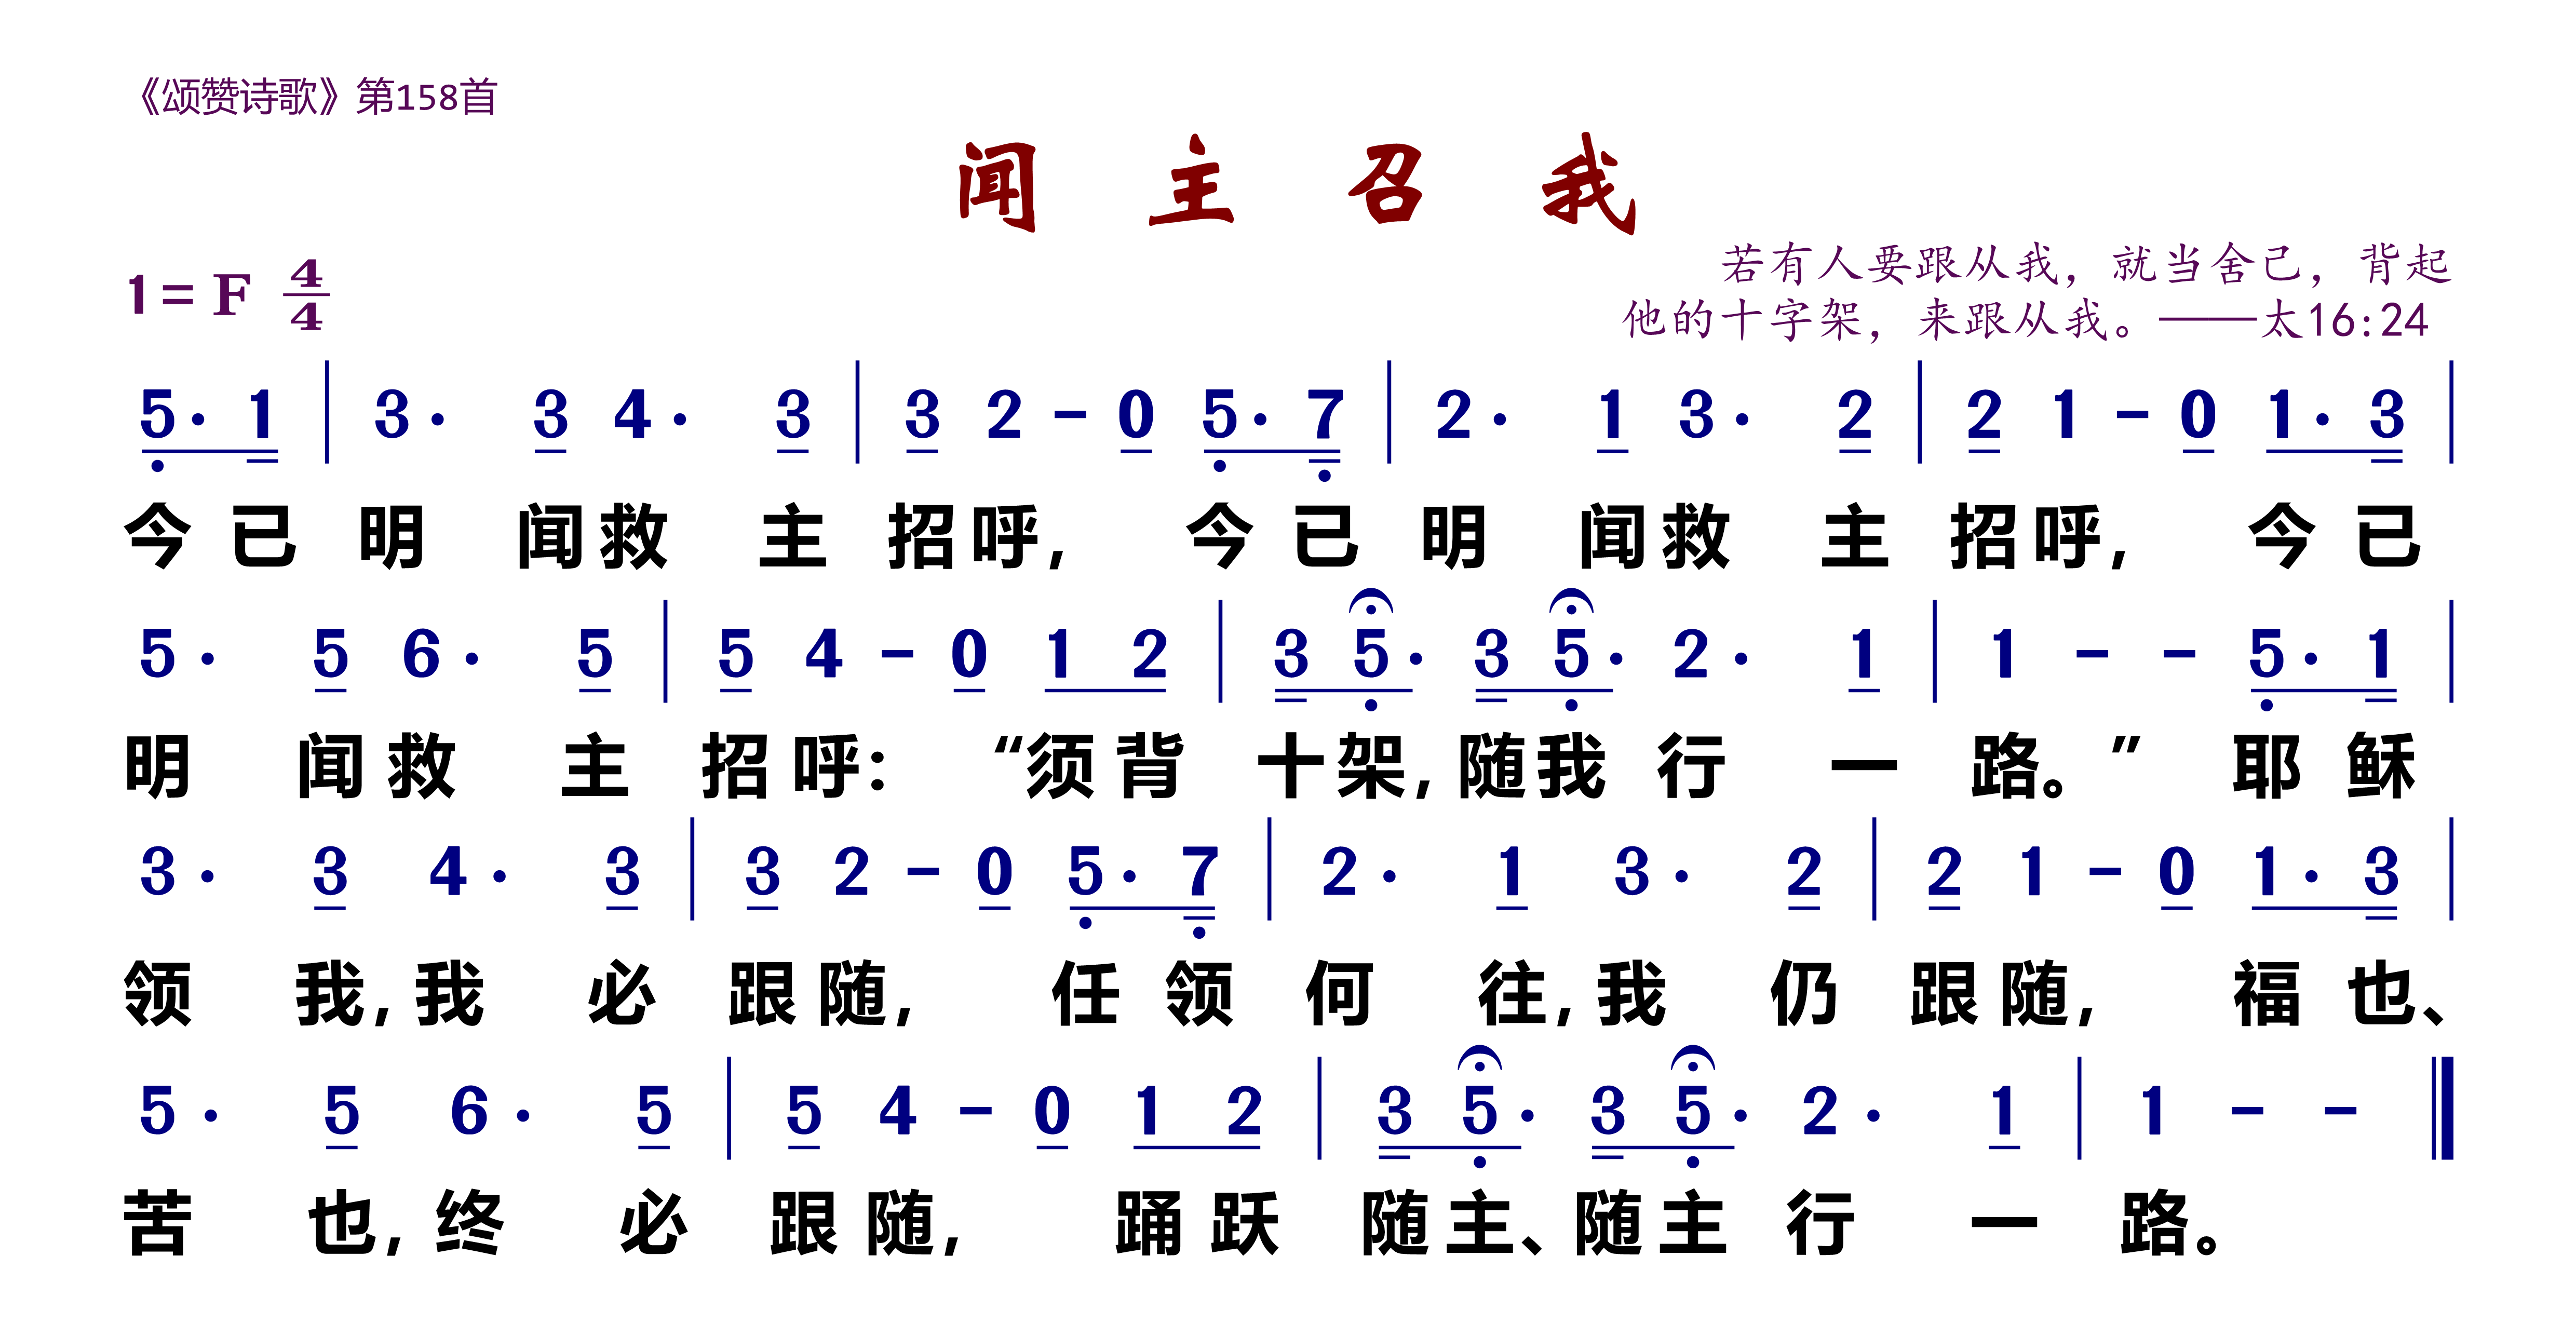 《颂赞诗歌》第158首
闻主召我
1=F 4/4
若有人要跟从我，就当舍己，背起
他的十字架，来跟从我。——太16:24
5· 1 | 3· 3 4· 3 | 3 2 - 0 5· 7 | 2· 1 3· 2 | 2 1 - 0 1· 3 |
今已明闻救主招呼，今已明闻救主招呼，今已
5· 5 6· 5 | 5 4 - 0 1 2 | 3 5· 3 5· 2· 1 | 1 - - 5· 1 |
明闻救主招呼：“须背十架，随我行一路。”耶稣
3· 3 4· 3 | 3 2 - 0 5· 7 | 2· 1 3· 2 | 2 1 - 0 1· 3 |
领我，我必跟随，任领何往，我仍跟随，福也、
5· 5 6· 5 | 5 4 - 0 1 2 | 3 5· 3 5· 2· 1 | 1 - - ‖
苦也，终必跟随，踊跃随主、随主行一路。